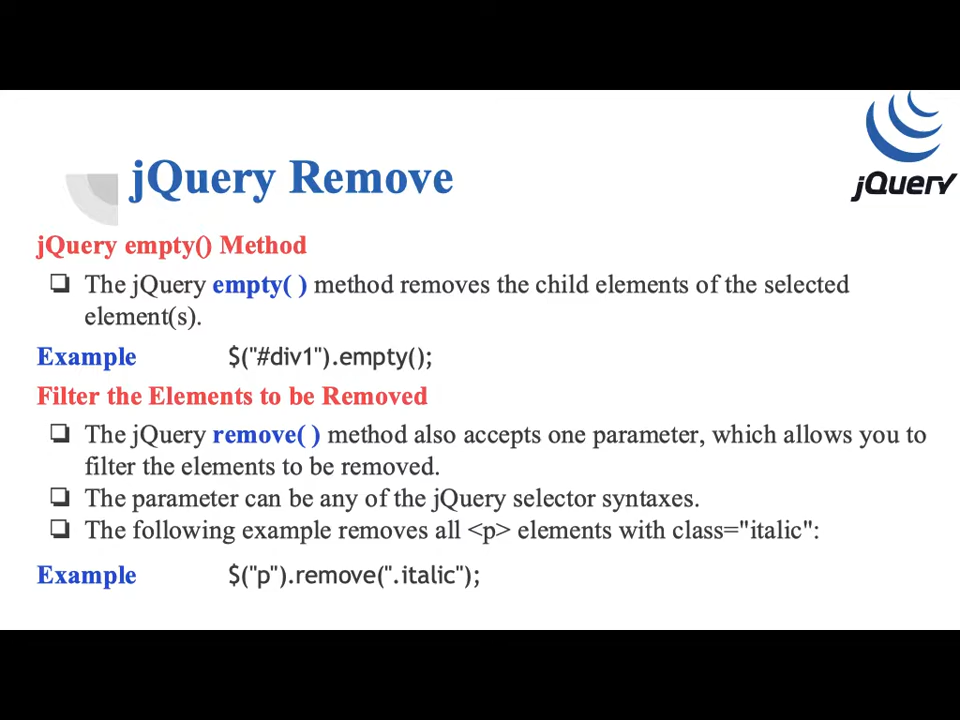 jQuery
jQuery Remove
jQuery empty() Method
❏ The jQuery empty( ) method removes the child elements of the selected
element(s).
Example $("#div1").empty();
Filter the Elements to be Removed
❏ The jQuery remove( ) method also accepts one parameter, which allows you to
filter the elements to be removed.
❏ The parameter can be any of the jQuery selector syntaxes.
❏ The following example removes all <p> elements with class="italic":
Example $("p").remove(".italic");